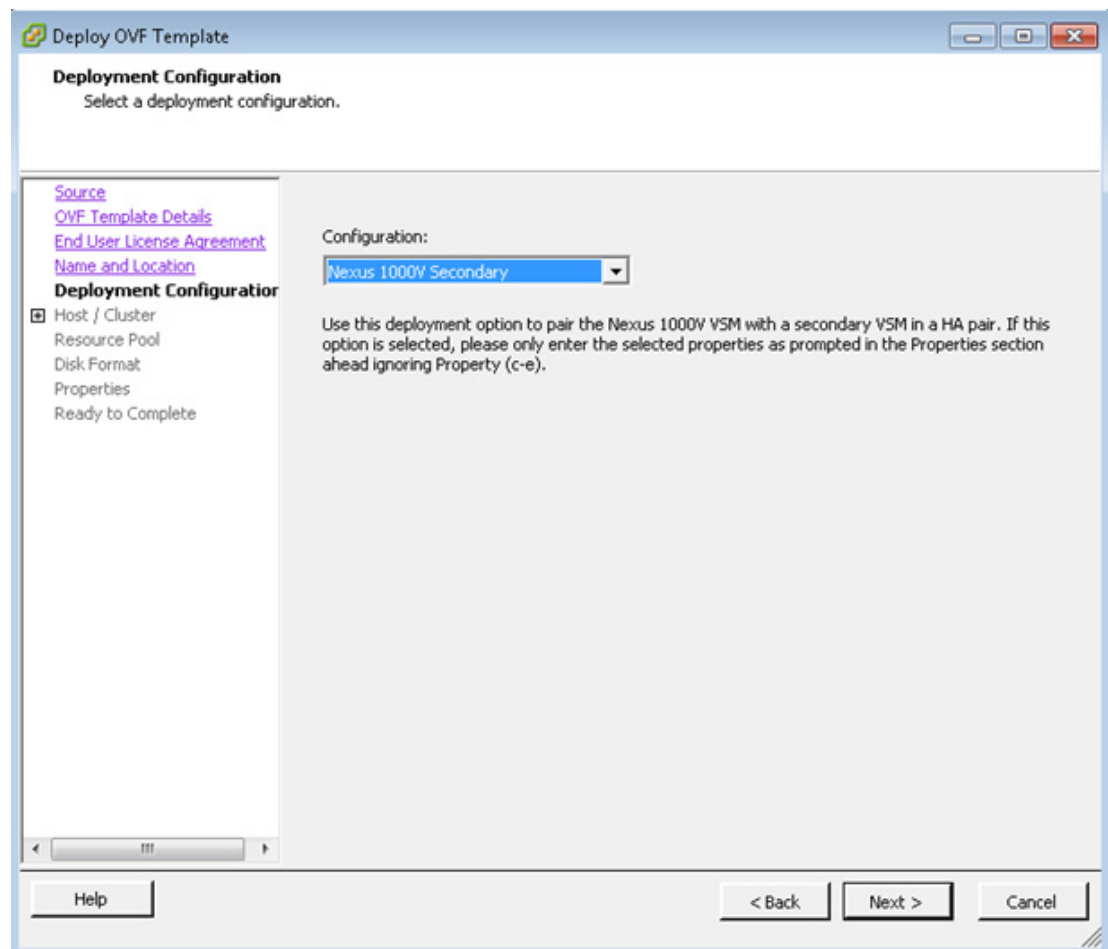 Deploy OVF Template
Deployment Configuration
Select a deployment configuration.
Source
OVF Template Details
End User License Agreement
Name and Location
Deployment Configuration
Host / Cluster
Resource Pool
Disk Format
Properties
Ready to Complete
Configuration:
Nexus 1000V Secondary
Use this deployment option to pair the Nexus 1000V VSM with a secondary VSM in a HA pair. If this
option is selected, please only enter the selected properties as prompted in the Properties section
ahead ignoring Property (c-e).
Help
< Back
Next >
Cancel